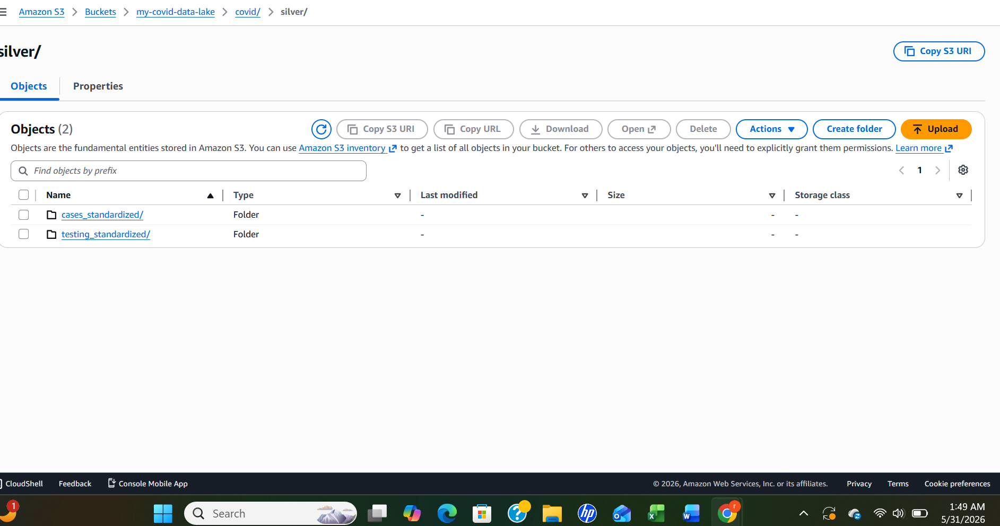 Amazon S3 > Buckets > my-covid-data-lake > covid/ > silver/
silver/
Copy S3 URI
Objects Properties
Objects (2)
Copy S3 URI Copy URL Download Open Delete Actions Create folder Upload
Objects are the fundamental entities stored in Amazon S3. You can use Amazon S3 inventory to get a list of all objects in your bucket. For others to access your objects, you'll need to explicitly grant them permissions. Learn more
Find objects by prefix
1
Name Type Last modified Size Storage class
cases_standardized/ Folder - - -
testing_standardized/ Folder - - -
CloudShell Feedback Console Mobile App © 2026, Amazon Web Services, Inc. or its affiliates. Privacy Terms Cookie preferences
1
Search
hp
O
X
W
r
1:49 AM
5/31/2026